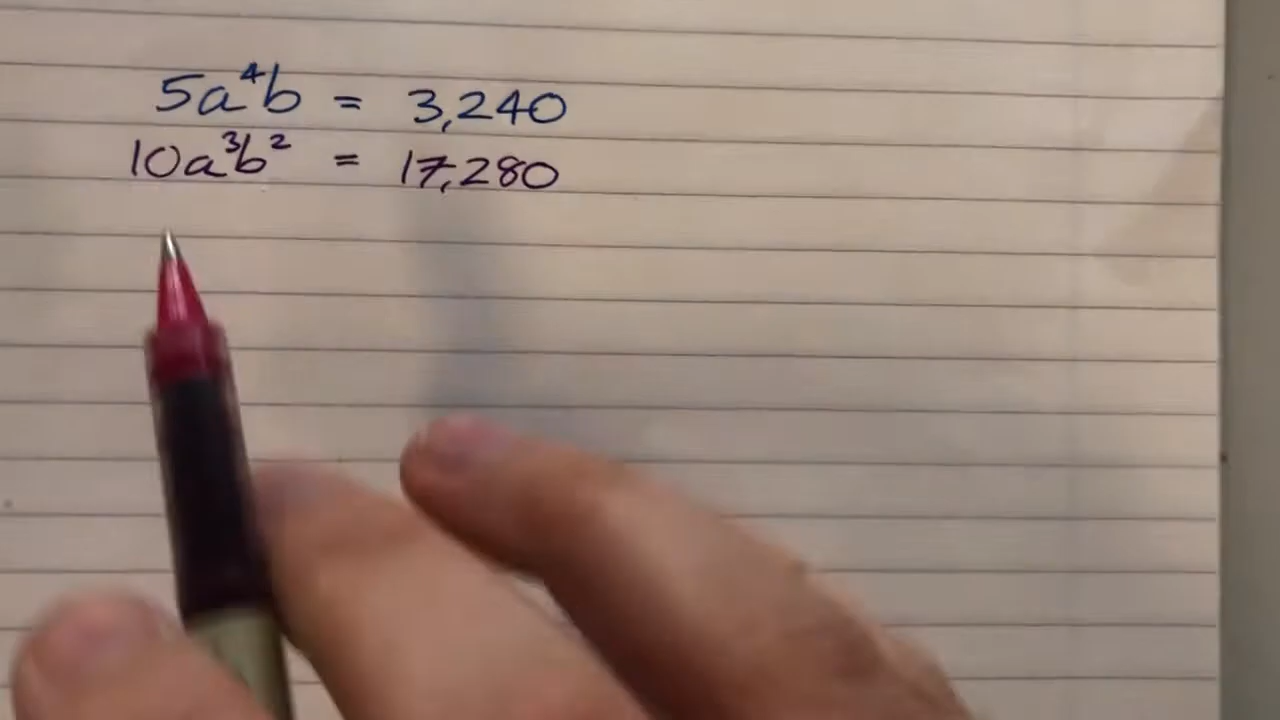 5a⁴b = 3,240
10a³b² = 17,280